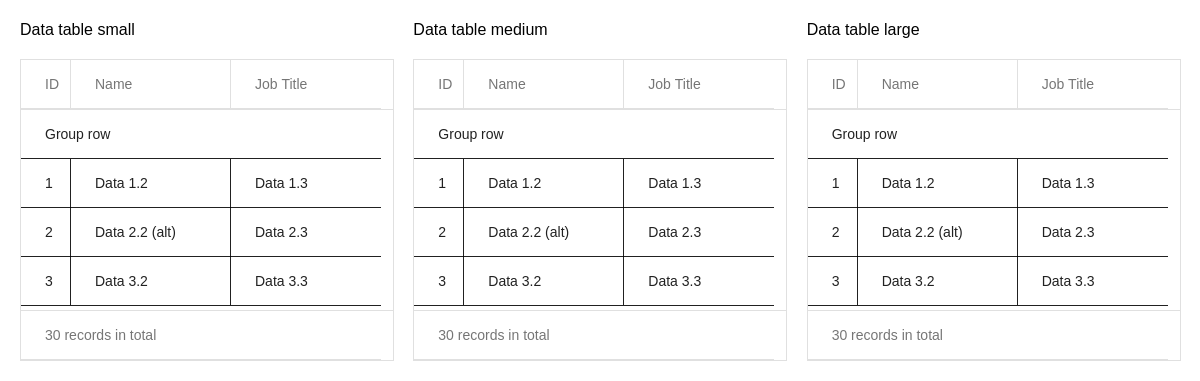 Data table small
ID Name Job Title
Group row
1 Data 1.2 Data 1.3
2 Data 2.2 (alt) Data 2.3
3 Data 3.2 Data 3.3
30 records in total
Data table medium
ID Name Job Title
Group row
1 Data 1.2 Data 1.3
2 Data 2.2 (alt) Data 2.3
3 Data 3.2 Data 3.3
30 records in total
Data table large
ID Name Job Title
Group row
1 Data 1.2 Data 1.3
2 Data 2.2 (alt) Data 2.3
3 Data 3.2 Data 3.3
30 records in total